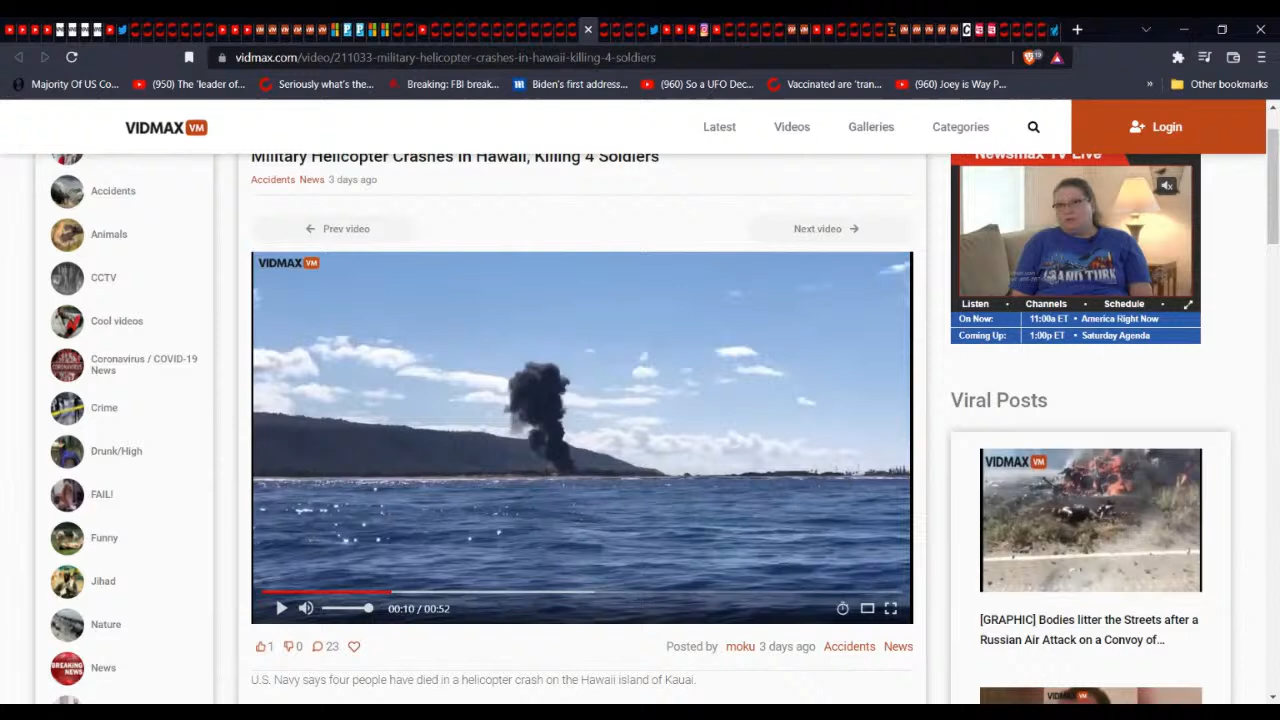 vidmax.com/video/211033-military-helicopter-crashes-in-hawaii-killing-4-soldiers
Majority Of US Co...
(950) The 'leader of...
Seriously what's the...
Breaking: FBI break...
Biden's first address...
(960) So a UFO Dec...
Vaccinated are 'tran...
(960) Joey is Way P...
»
Other bookmarks
VIDMAX VM
Latest
Videos
Galleries
Categories
Login
Military Helicopter Crashes in Hawaii, Killing 4 Soldiers
Accidents News 3 days ago
Prev video
Next video
VIDMAX VM
00:10 / 00:52
1
0
23
Posted by moku 3 days ago Accidents News
U.S. Navy says four people have died in a helicopter crash on the Hawaii island of Kauai.
Accidents
Animals
CCTV
Cool videos
Coronavirus / COVID-19
News
Crime
Drunk/High
FAIL!
Funny
Jihad
Nature
BREAKING NEWS
News
Newsmax TV Live
GRAND TURK
Listen • Channels • Schedule •
On Now: 11:00a ET • America Right Now
Coming Up: 1:00p ET • Saturday Agenda
Viral Posts
VIDMAX VM
[GRAPHIC] Bodies litter the Streets after a
Russian Air Attack on a Convoy of...
VIDMAX VM